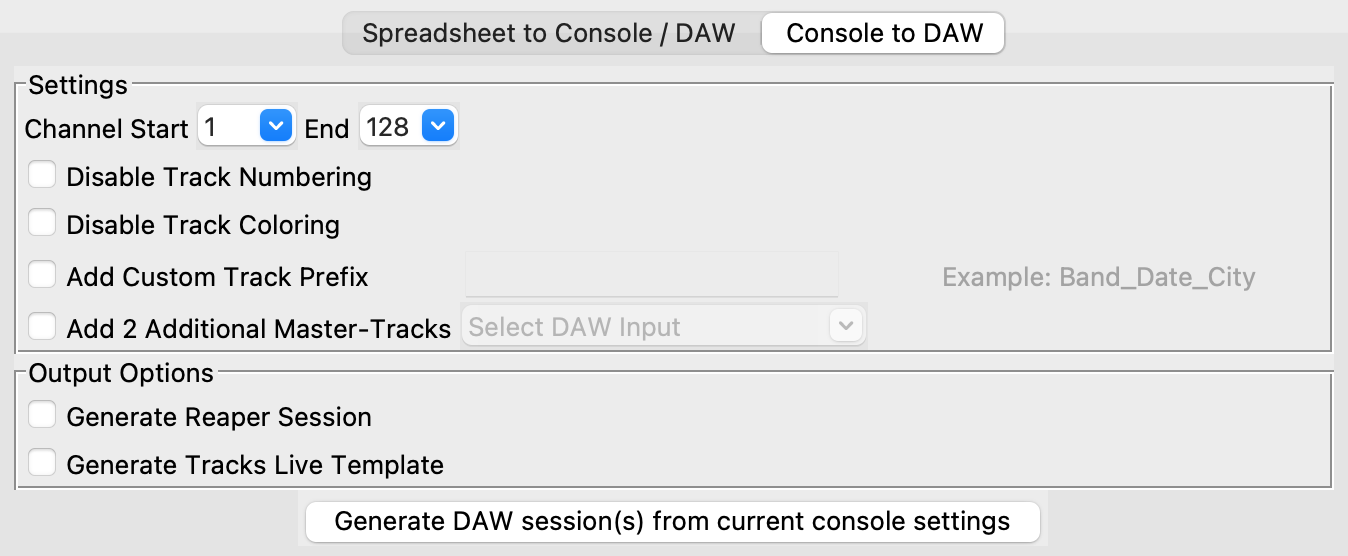 Spreadsheet to Console / DAW Console to DAW
Settings
Channel Start 1 End 128
Disable Track Numbering
Disable Track Coloring
Add Custom Track Prefix Example: Band_Date_City
Add 2 Additional Master-Tracks Select DAW Input
Output Options
Generate Reaper Session
Generate Tracks Live Template
Generate DAW session(s) from current console settings